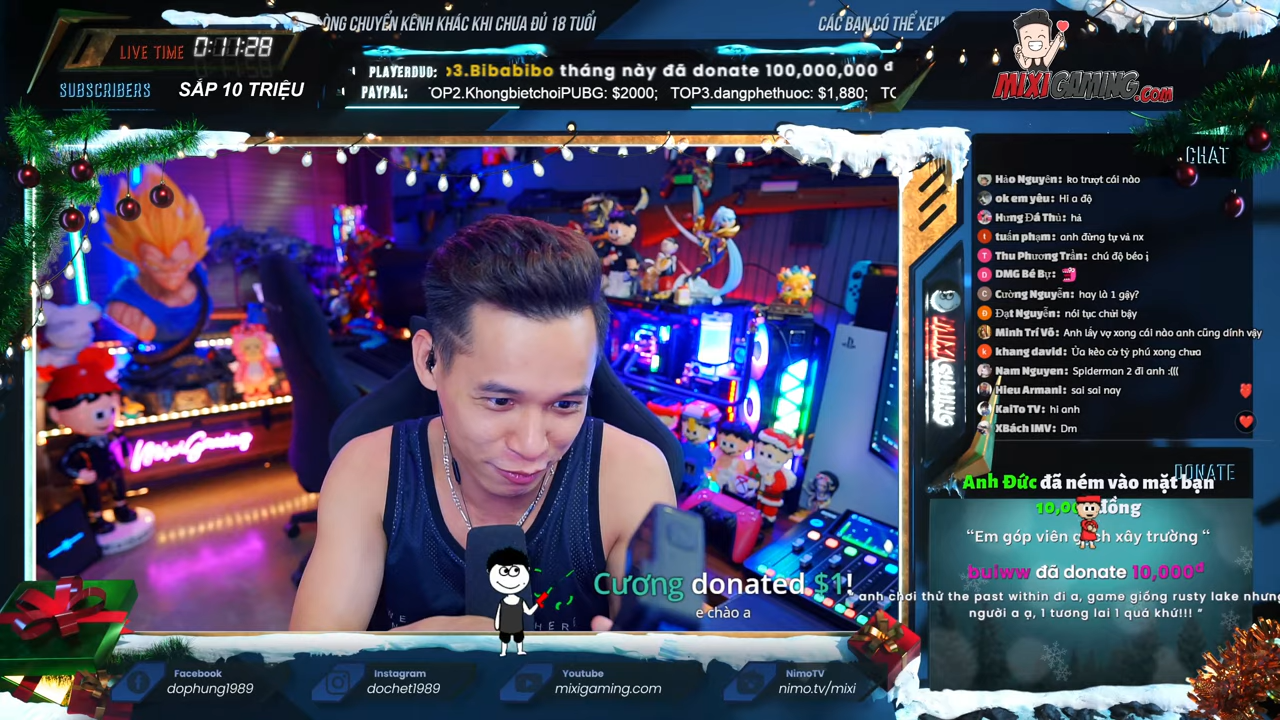 ÒNG CHUYỂN KÊNH KHÁC KHI CHƯA ĐỦ 18 TUỔI
CÁC BẠN CÓ THỂ XEM
LIVE TIME 0:11:28
SUBSCRIBERS SẮP 10 TRIỆU
PLAYERDUO: 3.Bibabibo tháng này đã donate 100,000,000 đ
PAYPAL: TOP2.KhongbietchoiPUBG: $2000; TOP3.dangphethuoc: $1,880; TO
MIXIGAMING.COM
CHAT
Hảo Nguyên: ko trượt cái nào
ok em yêu: Hi a độ
Hưng Đá Thủ: hả
tuấn phạm: anh đừng tự vả nx
Thu Phương Trần: chú độ béo ị
DMG Bé Bự:
Cường Nguyễn: hay là 1 gậy?
Đạt Nguyễn: nói tục chửi bậy
Minh Trí Võ: Anh lấy vợ xong cái nào anh cũng dính vậy
khang david: Ủa kèo cờ tỷ phú xong chưa
Nam Nguyen: Spiderman 2 đi anh :(((
Hieu Armani: sai sai nay
KaiTo TV: hi anh
XBách IMV: Dm
MIXI GAMING
MixiGaming
DONATE
Anh Đức đã ném vào mặt bạn
10,0 đồng
“Em góp viên gạch xây trường “
buiww đã donate 10,000đ
anh chơi thử the past within đi a, game giống rusty lake nhưng
người a ạ, 1 tương lai 1 quá khứ!!! “
Cương donated $1!
e chào a
Facebook
dophung1989
Instagram
dochet1989
Youtube
mixigaming.com
NimoTV
nimo.tv/mixi